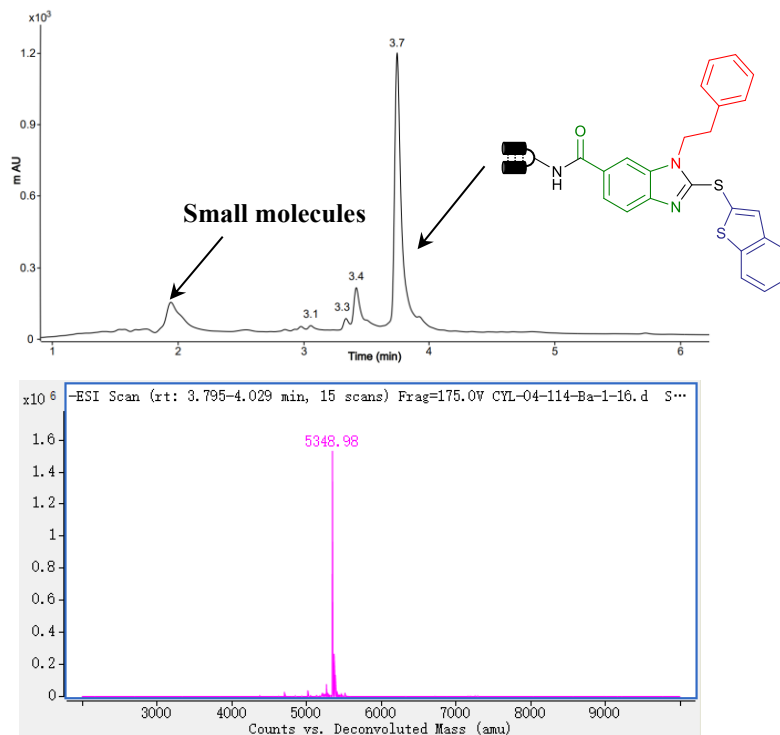 x10³
1.2
0.9
0.6
0.3
0
m AU
3.7
3.4
3.3
3.1
Small molecules
1 2 3 4 5 6
Time (min)
O
N
H
N
N
S
S
x10 6
-ESI Scan (rt: 3.795-4.029 min, 15 scans) Frag=175.0V CYL-04-114-Ba-1-16.d S···
5348.98
1.6
1.4
1.2
1
0.8
0.6
0.4
0.2
0
3000 4000 5000 6000 7000 8000 9000
Counts vs. Deconvoluted Mass (amu)